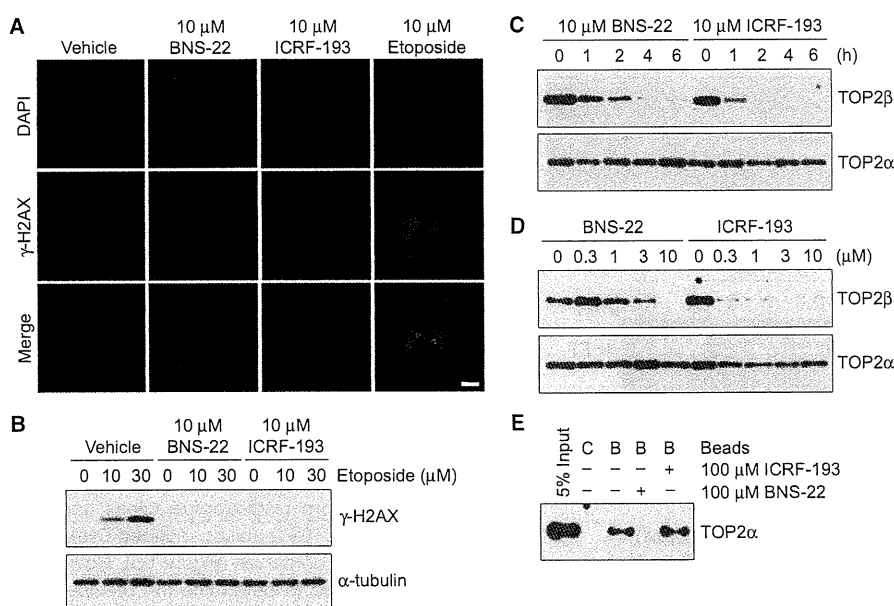 A
Vehicle
10 μM
BNS-22
10 μM
ICRF-193
10 μM
Etoposide
DAPI
γ-H2AX
Merge
B
Vehicle
10 μM
BNS-22
10 μM
ICRF-193
0 10 30 0 10 30 0 10 30 Etoposide (μM)
γ-H2AX
α-tubulin
C
10 μM BNS-22 10 μM ICRF-193
0 1 2 4 6 0 1 2 4 6 (h)
TOP2β
TOP2α
D
BNS-22 ICRF-193
0 0.3 1 3 10 0 0.3 1 3 10 (μM)
TOP2β
TOP2α
E
5% Input
C B B B Beads
– – – + 100 μM ICRF-193
– – + – 100 μM BNS-22
TOP2α